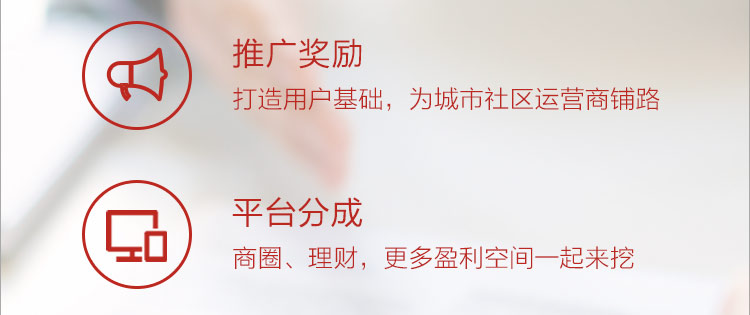 推广奖励
打造用户基础，为城市社区运营商铺路
平台分成
商圈、理财，更多盈利空间一起来挖